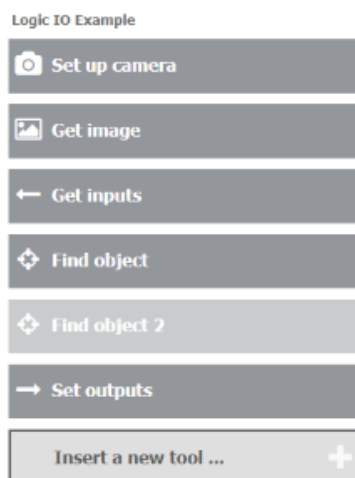 Logic IO Example
Set up camera
Get image
Get inputs
Find object
Find object 2
Set outputs
Insert a new tool ...